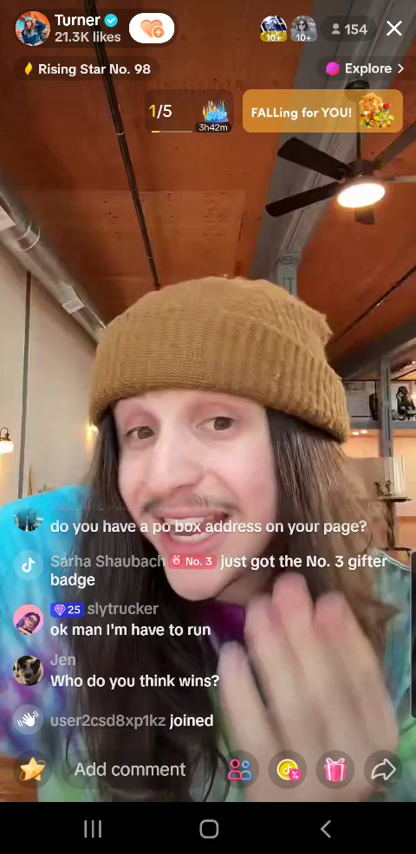 Turner
21.3K likes
10+
10+
154
Rising Star No. 98
Explore >
1/5
3h42m
FALLing for YOU!
do you have a po box address on your page?
Sarha Shaubach No. 3 just got the No. 3 gifter
badge
25 slytrucker
ok man I'm have to run
Jen
Who do you think wins?
user2csd8xp1kz joined
Add comment